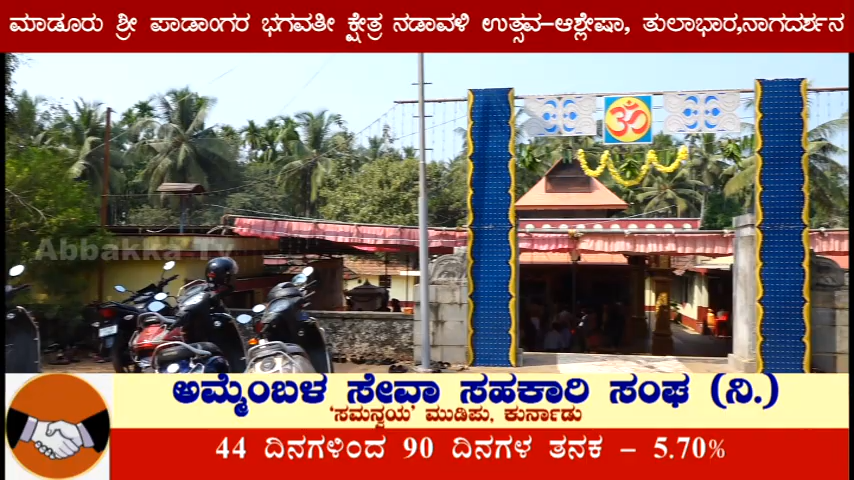 ಮಾಡೂರು ಶ್ರೀ ಪಾಡಾಂಗರ ಭಗವತೀ ಕ್ಷೇತ್ರ ನಡಾವಳಿ ಉತ್ಸವ-ಆಶ್ಲೇಷಾ, ತುಲಾಭಾರ,ನಾಗದರ್ಶನ
ॐ
Abbakka TV
ಅಮ್ಮೆಂಬಳ ಸೇವಾ ಸಹಕಾರಿ ಸಂಘ (ನಿ.)
'ಸಮನ್ವಯ' ಮುಡಿಪು, ಕುರ್ನಾಡು
44 ದಿನಗಳಿಂದ 90 ದಿನಗಳ ತನಕ – 5.70%